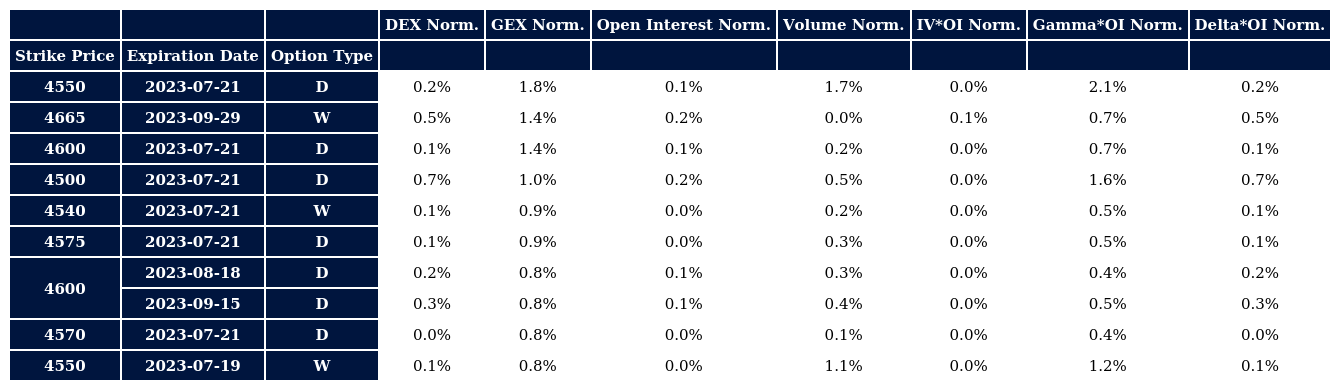 DEX Norm. GEX Norm. Open Interest Norm. Volume Norm. IV*OI Norm. Gamma*OI Norm. Delta*OI Norm.
Strike Price Expiration Date Option Type
4550 2023-07-21 D 0.2% 1.8% 0.1% 1.7% 0.0% 2.1% 0.2%
4665 2023-09-29 W 0.5% 1.4% 0.2% 0.0% 0.1% 0.7% 0.5%
4600 2023-07-21 D 0.1% 1.4% 0.1% 0.2% 0.0% 0.7% 0.1%
4500 2023-07-21 D 0.7% 1.0% 0.2% 0.5% 0.0% 1.6% 0.7%
4540 2023-07-21 W 0.1% 0.9% 0.0% 0.2% 0.0% 0.5% 0.1%
4575 2023-07-21 D 0.1% 0.9% 0.0% 0.3% 0.0% 0.5% 0.1%
4600 2023-08-18 D 0.2% 0.8% 0.1% 0.3% 0.0% 0.4% 0.2%
2023-09-15 D 0.3% 0.8% 0.1% 0.4% 0.0% 0.5% 0.3%
4570 2023-07-21 D 0.0% 0.8% 0.0% 0.1% 0.0% 0.4% 0.0%
4550 2023-07-19 W 0.1% 0.8% 0.0% 1.1% 0.0% 1.2% 0.1%